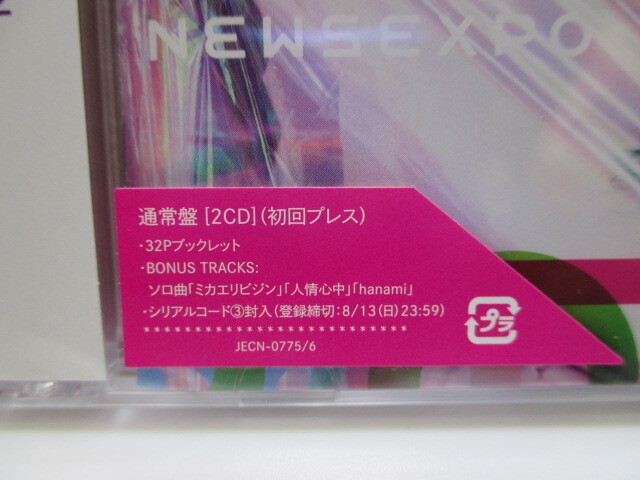 NEWSEXPO
通常盤[2CD](初回プレス)
・32Pブックレット
・BONUS TRACKS:
ソロ曲「ミカエリビジン」「人情心中」「hanami」
・シリアルコード③封入(登録締切:8/13(日)23:59)
***********************
JECN-0775/6
プラ